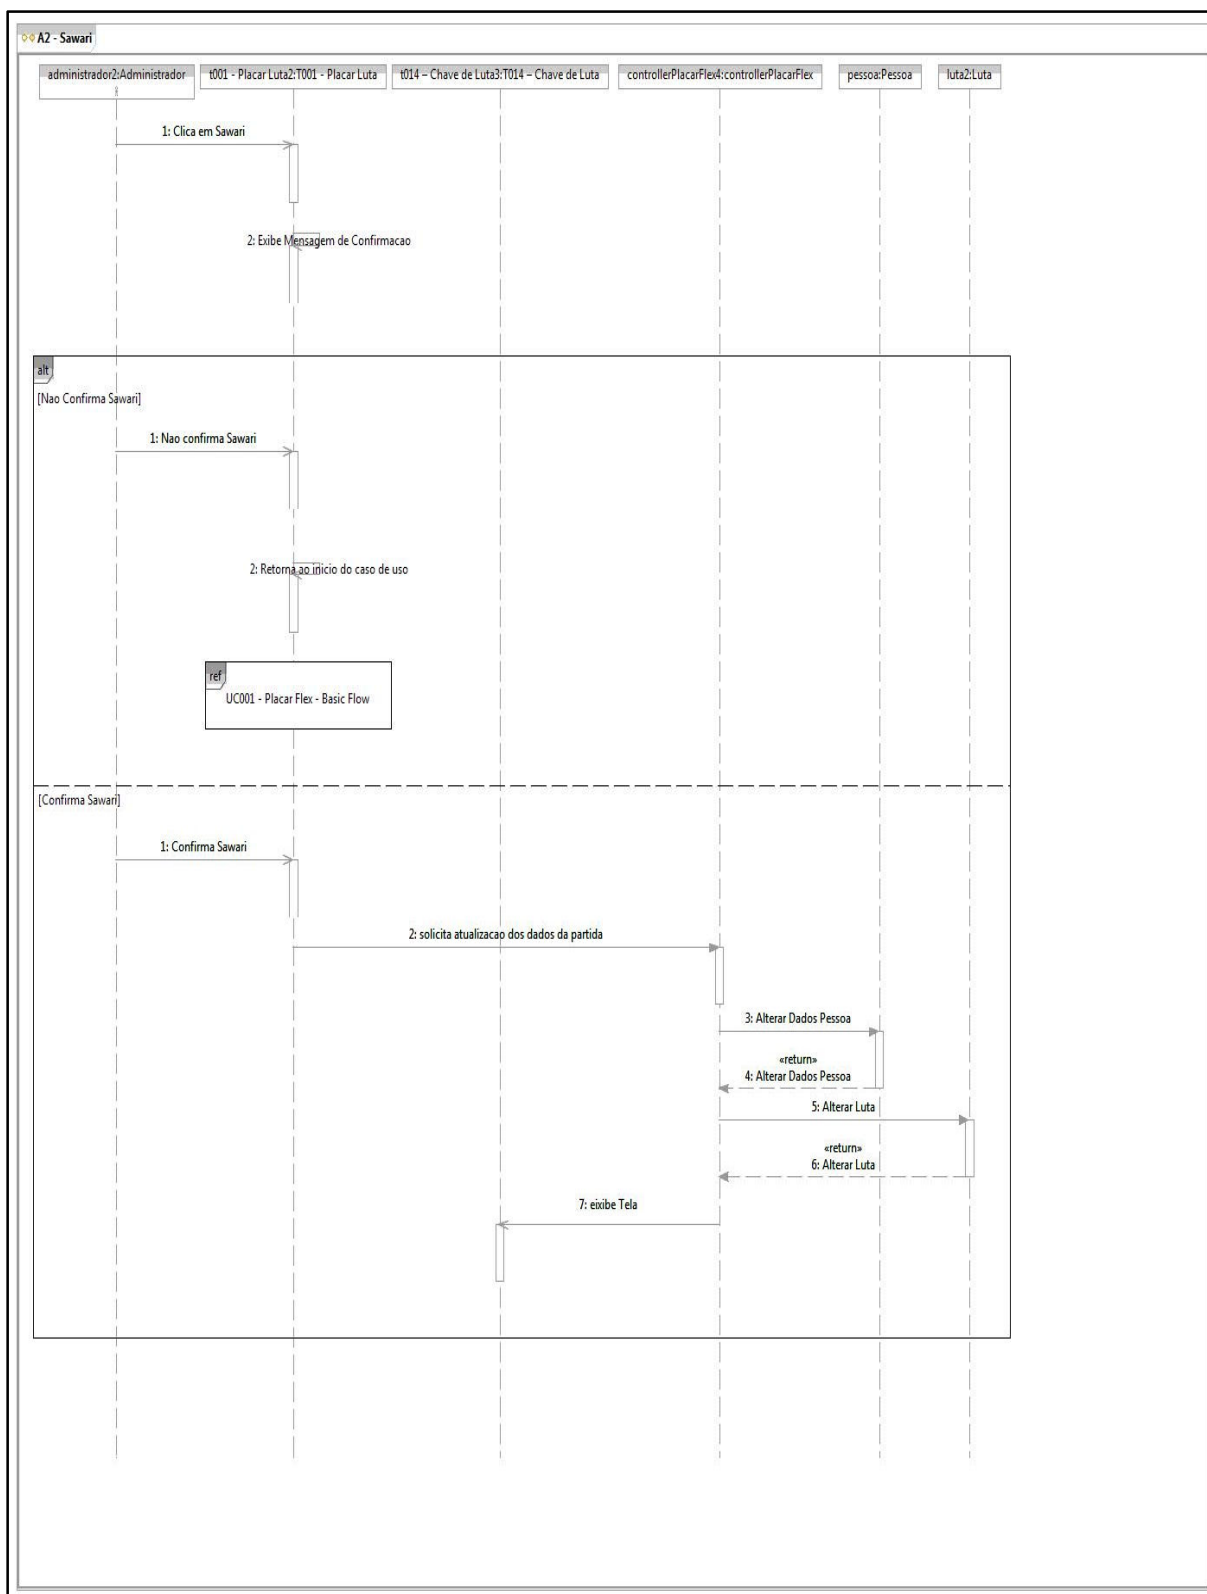 A2 - Sawari
administrador2:Administrador
t001 - Placar Luta2:T001 - Placar Luta
t014 – Chave de Luta3:T014 – Chave de Luta
controllerPlacarFlex4:controllerPlacarFlex
pessoa:Pessoa
luta2:Luta
1: Clica em Sawari
2: Exibe Mensagem de Confirmacao
alt
[Nao Confirma Sawari]
1: Nao confirma Sawari
2: Retorna ao inicio do caso de uso
ref
UC001 - Placar Flex - Basic Flow
[Confirma Sawari]
1: Confirma Sawari
2: solicita atualizacao dos dados da partida
3: Alterar Dados Pessoa
«return»
4: Alterar Dados Pessoa
5: Alterar Luta
«return»
6: Alterar Luta
7: eixibe Tela